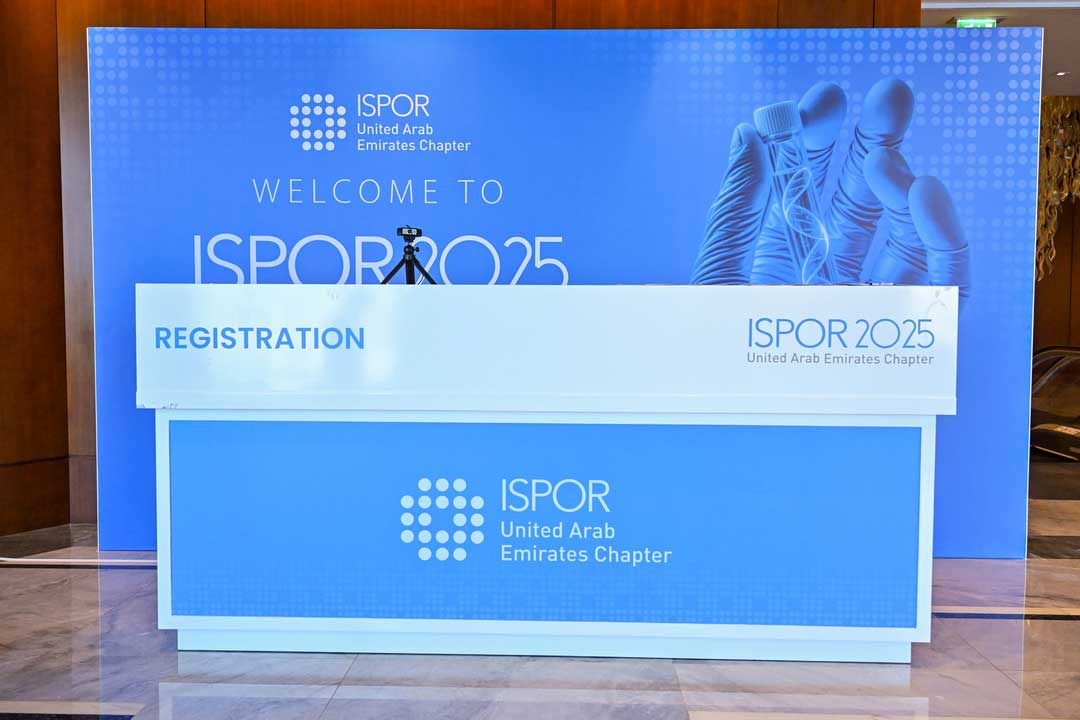 ISPOR
United Arab
Emirates Chapter
WELCOME TO
ISPOR 2025
REGISTRATION
ISPOR 2025
United Arab Emirates Chapter
ISPOR
United Arab
Emirates Chapter